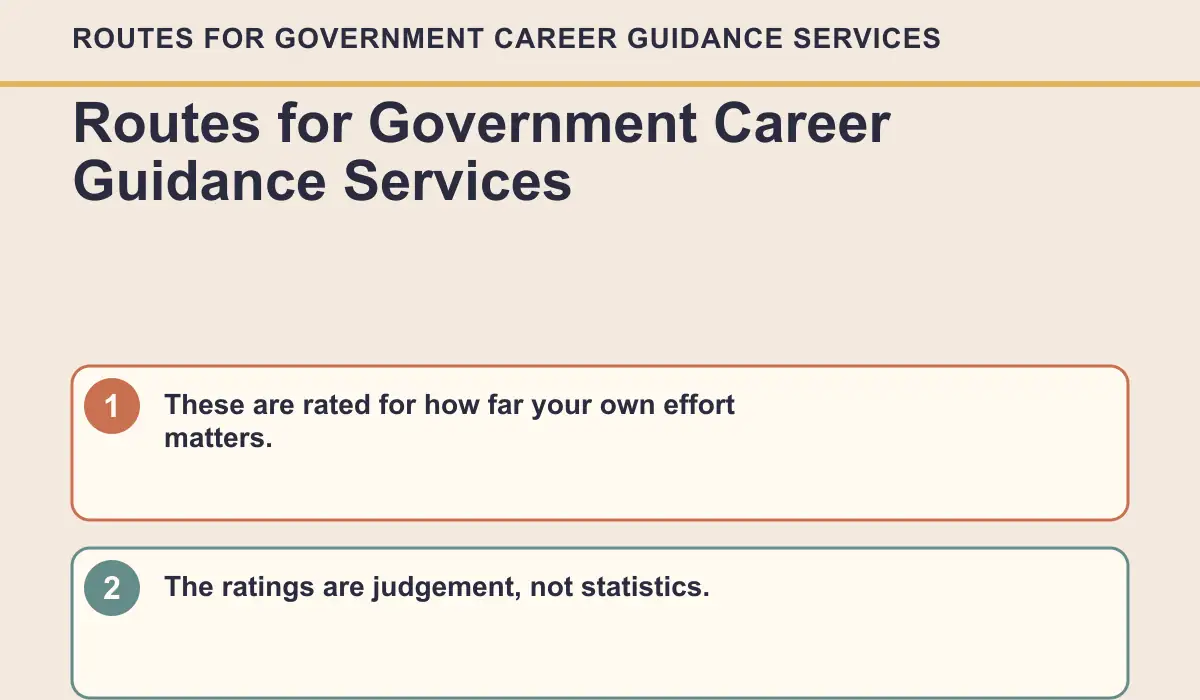 ROUTES FOR GOVERNMENT CAREER GUIDANCE SERVICES
Routes for Government Career
Guidance Services
1
These are rated for how far your own effort
matters.
2
The ratings are judgement, not statistics.